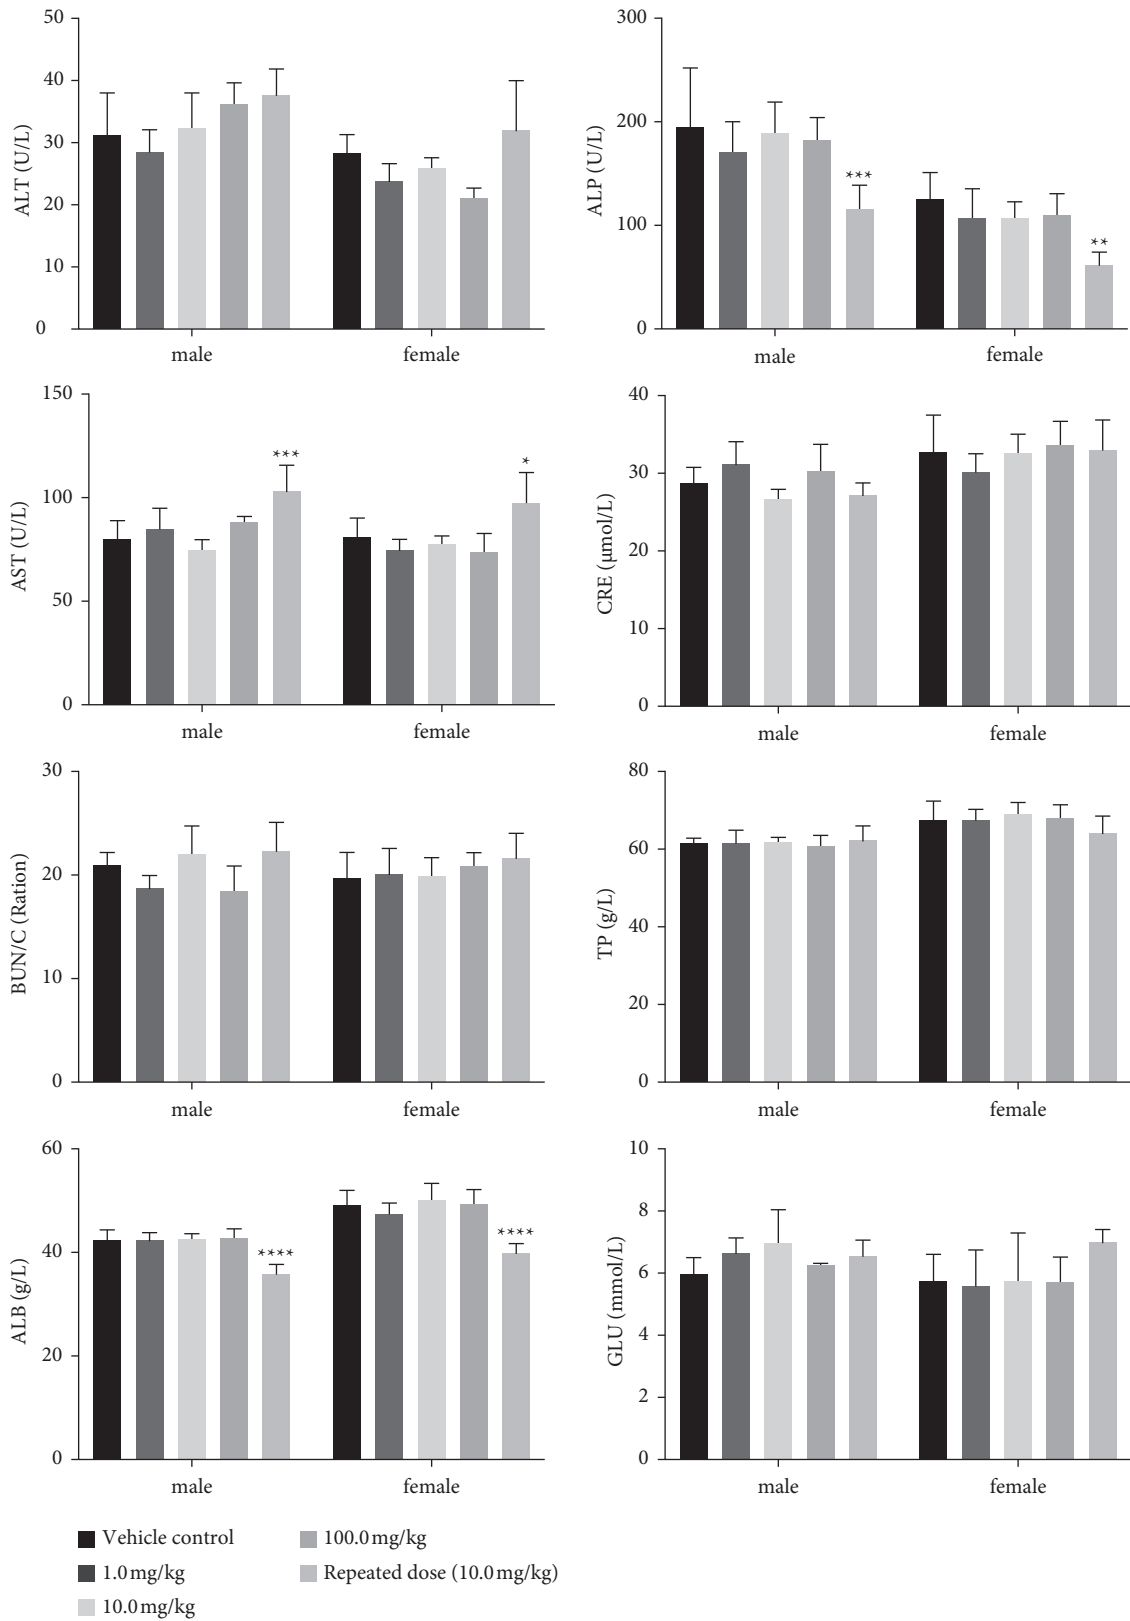 50
40
30
20
10
0
ALT (U/L)
male
female
300
200
100
0
ALP (U/L)
***
**
male
female
150
100
50
0
AST (U/L)
***
*
male
female
40
30
20
10
0
CRE (μmol/L)
male
female
30
20
10
0
BUN/C (Ration)
male
female
80
60
40
20
0
TP (g/L)
male
female
60
40
20
0
ALB (g/L)
****
****
male
female
10
8
6
4
2
0
GLU (mmol/L)
male
female
Vehicle control
1.0 mg/kg
10.0 mg/kg
100.0 mg/kg
Repeated dose (10.0 mg/kg)